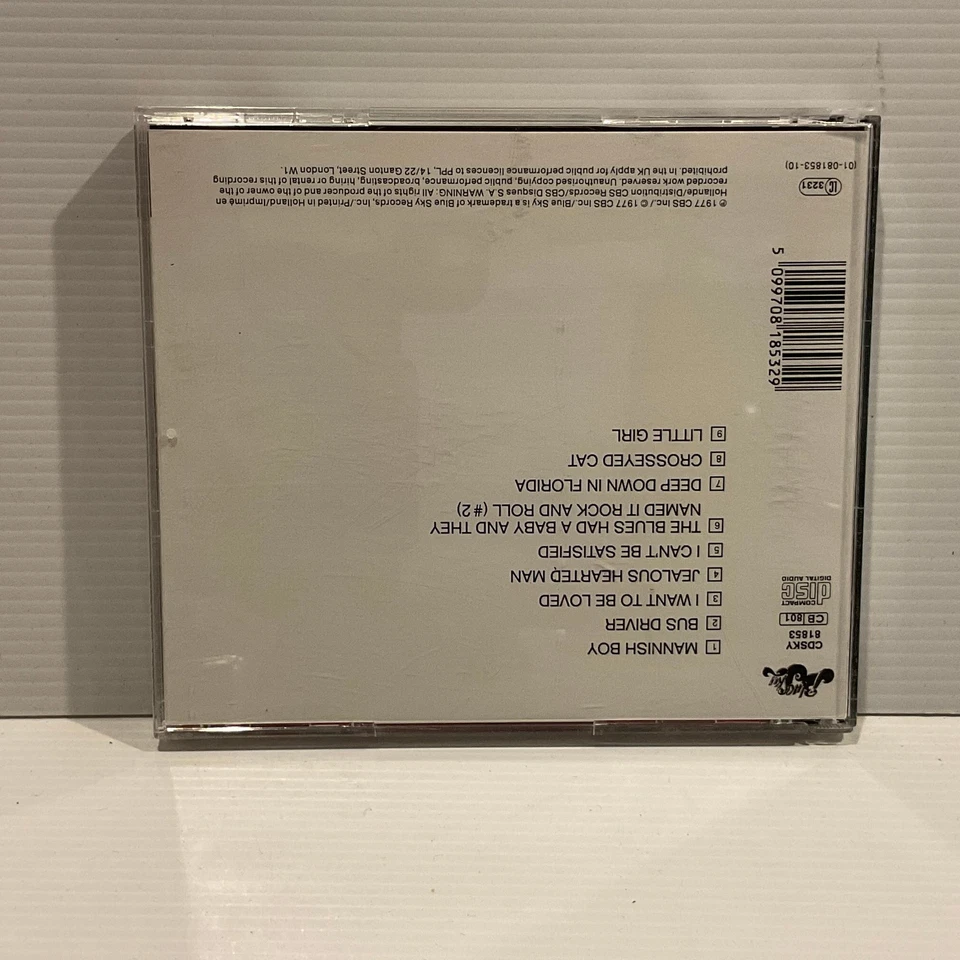 Blue Sky
CDSKY
81853
CB 801
COMPACT
disc
DIGITAL AUDIO
1 MANNISH BOY
2 BUS DRIVER
3 I WANT TO BE LOVED
4 JEALOUS HEARTED MAN
5 I CAN'T BE SATISFIED
6 THE BLUES HAD A BABY AND THEY
NAMED IT ROCK AND ROLL (#2)
7 DEEP DOWN IN FLORIDA
8 CROSSEYED CAT
9 LITTLE GIRL
5 099708 185329
℗ 1977 CBS Inc./© 1977 CBS Inc./Blue Sky is a trademark of Blue Sky Records, Inc./Printed in Holland/Imprimé en
Hollande/Distribution CBS Records/CBS Disques S.A. WARNING: All rights of the producer and of the owner of the
recorded work reserved. Unauthorised copying, public performance, broadcasting, hiring or rental of this recording
prohibited. In the UK apply for public performance licences to PPL, 14/22 Ganton Street, London W1.
3231
(01-081853-10)